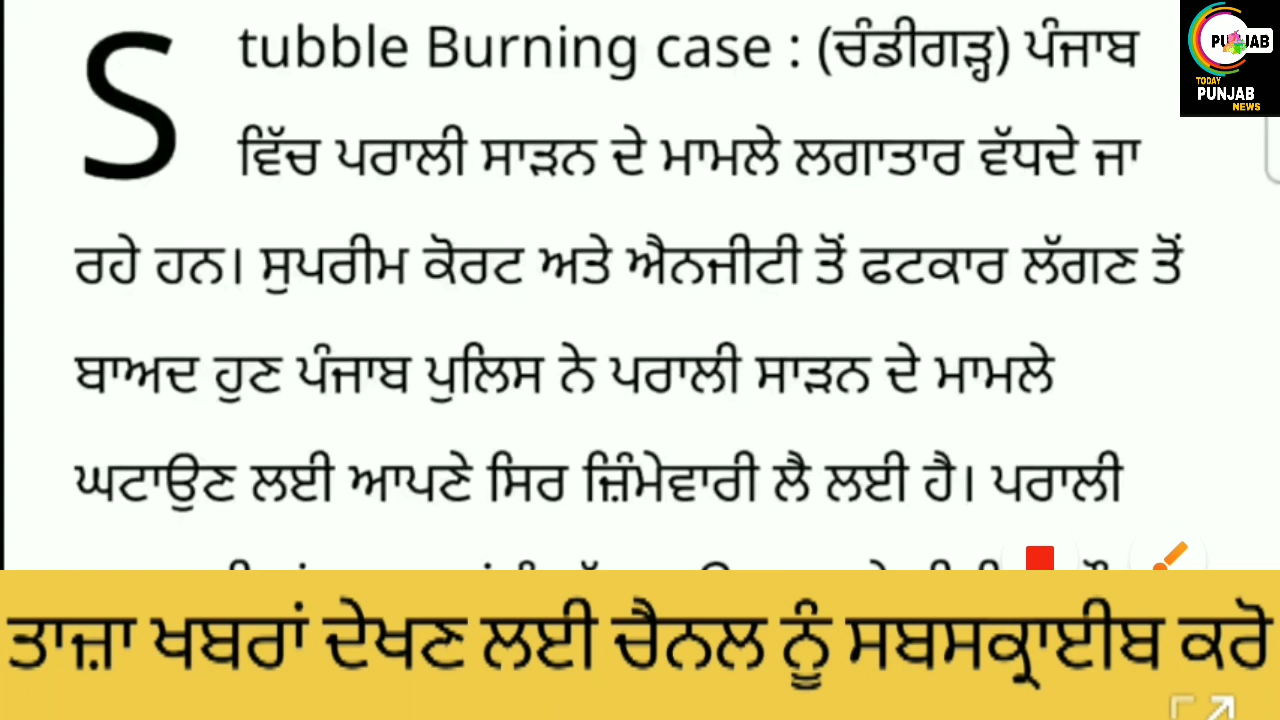 Stubble Burning case : (ਚੰਡੀਗੜ੍ਹ) ਪੰਜਾਬ
ਵਿੱਚ ਪਰਾਲੀ ਸਾੜਨ ਦੇ ਮਾਮਲੇ ਲਗਾਤਾਰ ਵੱਧਦੇ ਜਾ
ਰਹੇ ਹਨ। ਸੁਪਰੀਮ ਕੋਰਟ ਅਤੇ ਐਨਜੀਟੀ ਤੋਂ ਫਟਕਾਰ ਲੱਗਣ ਤੋਂ
ਬਾਅਦ ਹੁਣ ਪੰਜਾਬ ਪੁਲਿਸ ਨੇ ਪਰਾਲੀ ਸਾੜਨ ਦੇ ਮਾਮਲੇ
ਘਟਾਉਣ ਲਈ ਆਪਣੇ ਸਿਰ ਜ਼ਿੰਮੇਵਾਰੀ ਲੈ ਲਈ ਹੈ। ਪਰਾਲੀ
ਤਾਜ਼ਾ ਖਬਰਾਂ ਦੇਖਣ ਲਈ ਚੈਨਲ ਨੂੰ ਸਬਸਕ੍ਰਾਈਬ ਕਰੋ
PUNJAB
TODAY
PUNJAB
NEWS